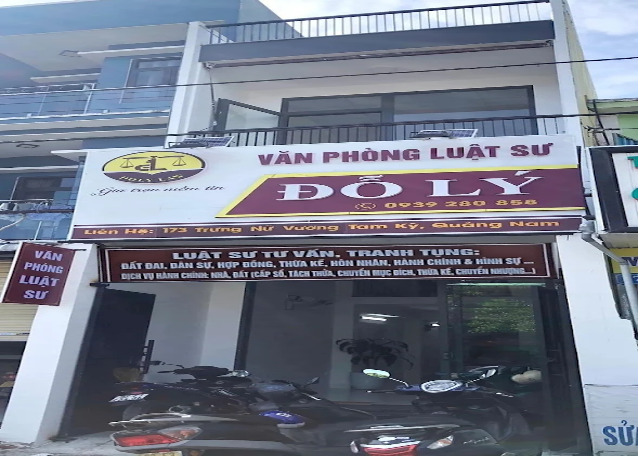 VĂN PHÒNG LUẬT SƯ
ĐỖ LÝ
Gửi trọn niềm tin
0939 280 858
Liên Hệ: 173 Trưng Nữ Vương Tam Kỳ, Quảng Nam
VĂN
PHÒNG
LUẬT
SƯ
LUẬT SƯ TƯ VẤN, TRANH TỤNG:
ĐẤT ĐAI, DÂN SỰ, HỢP ĐỒNG, THỪA KẾ, HÔN NHÂN, HÀNH CHÍNH & HÌNH SỰ ...
DỊCH VỤ HÀNH CHÍNH: NHÀ, ĐẤT (CẤP SỔ, TÁCH THỬA, CHUYỂN MỤC ĐÍCH, THỪA KẾ, CHUYỂN NHƯỢNG...)
SỬ